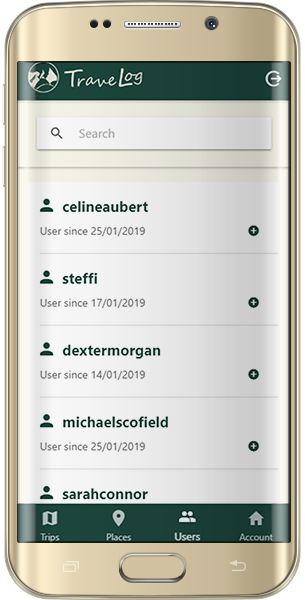 TraveLog
Search
celineaubert
User since 25/01/2019
steffi
User since 17/01/2019
dextermorgan
User since 14/01/2019
michaelscofield
User since 25/01/2019
sarahconnor
Trips Places Users Account